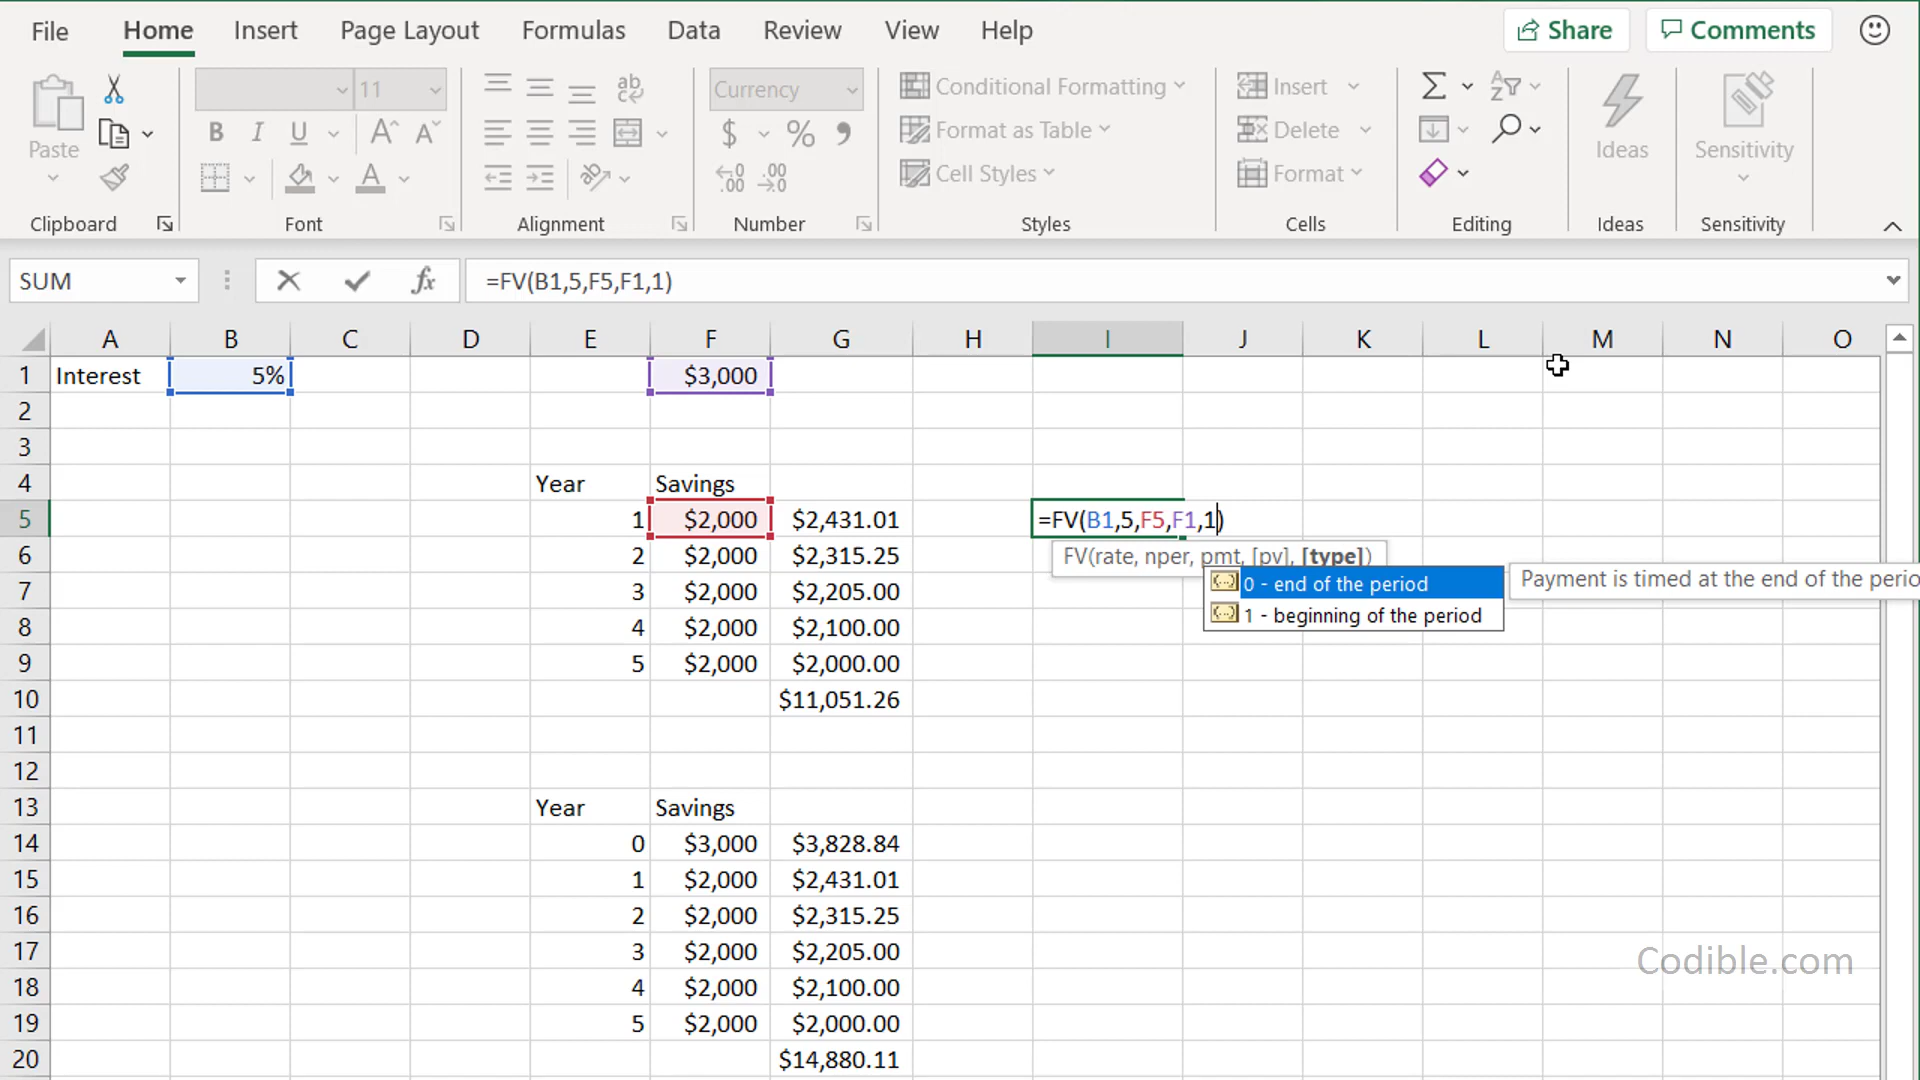 File Home Insert Page Layout Formulas Data Review View Help Share Comments
11 ab Currency Conditional Formatting Insert Σ
Paste B I U A A $ % Format as Table Delete Ideas Sensitivity
A .00 .00 Cell Styles Format
Clipboard Font Alignment Number Styles Cells Editing Ideas Sensitivity
SUM fx =FV(B1,5,F5,F1,1)
A B C D E F G H I J K L M N O
1 Interest 5% $3,000
2
3
4 Year Savings
5 1 $2,000 $2,431.01 =FV(B1,5,F5,F1,1)
6 2 $2,000 $2,315.25 FV(rate, nper, pmt, [pv], [type])
0 - end of the period Payment is timed at the end of the perio
7 3 $2,000 $2,205.00
1 - beginning of the period
8 4 $2,000 $2,100.00
9 5 $2,000 $2,000.00
10 $11,051.26
11
12
13 Year Savings
14 0 $3,000 $3,828.84
15 1 $2,000 $2,431.01
16 2 $2,000 $2,315.25
17 3 $2,000 $2,205.00
Codible.com
18 4 $2,000 $2,100.00
19 5 $2,000 $2,000.00
20 $14,880.11